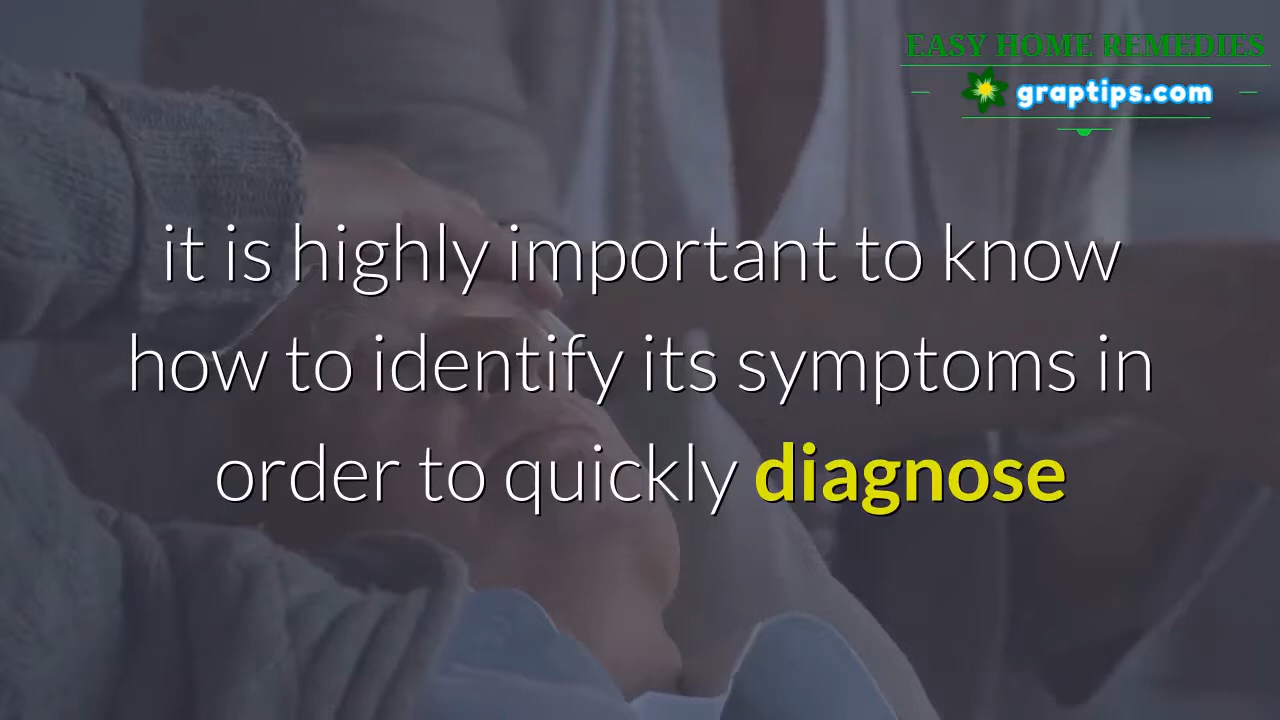 EASY HOME REMEDIES
graptips.com
it is highly important to know
how to identify its symptoms in
order to quickly diagnose